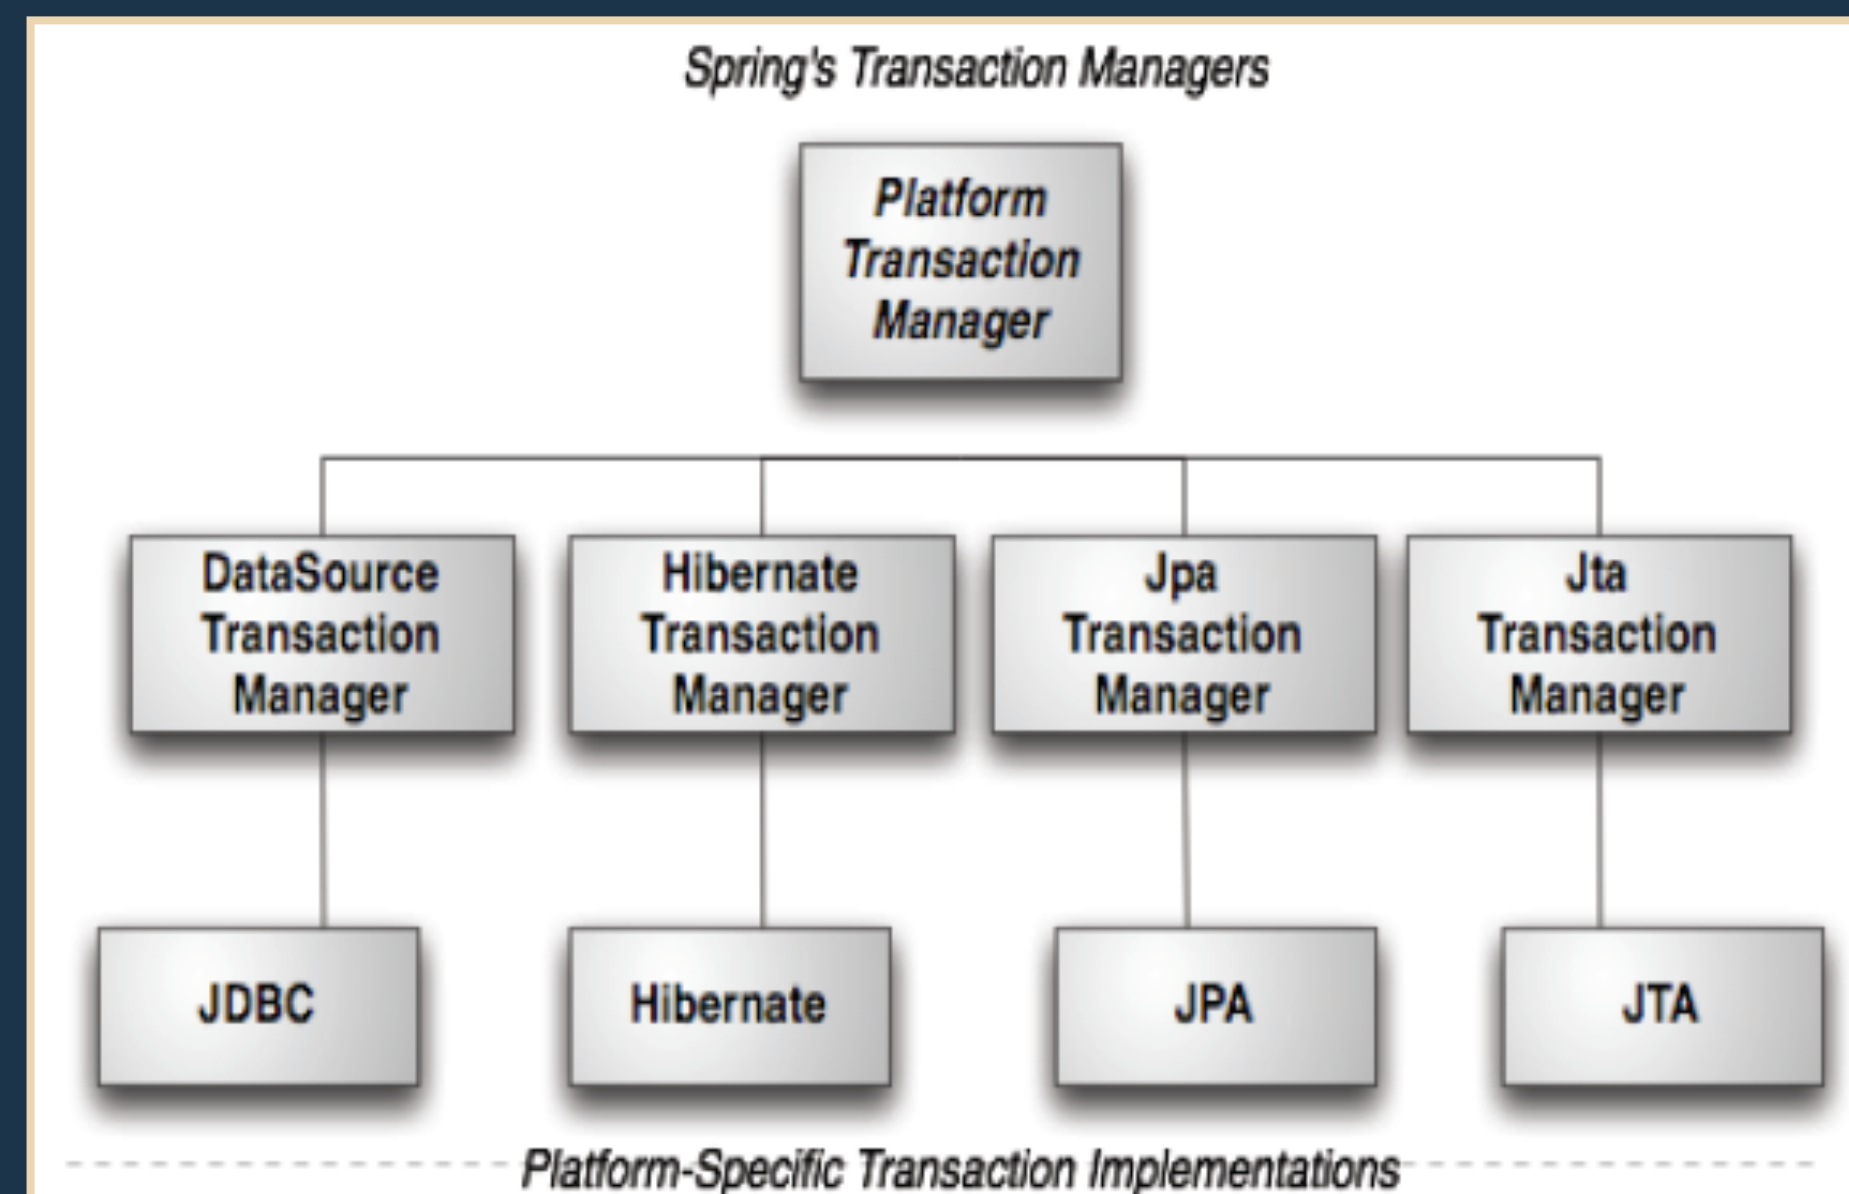 Spring's Transaction Managers
Platform
Transaction
Manager
DataSource
Transaction
Manager
Hibernate
Transaction
Manager
Jpa
Transaction
Manager
Jta
Transaction
Manager
JDBC
Hibernate
JPA
JTA
Platform-Specific Transaction Implementations